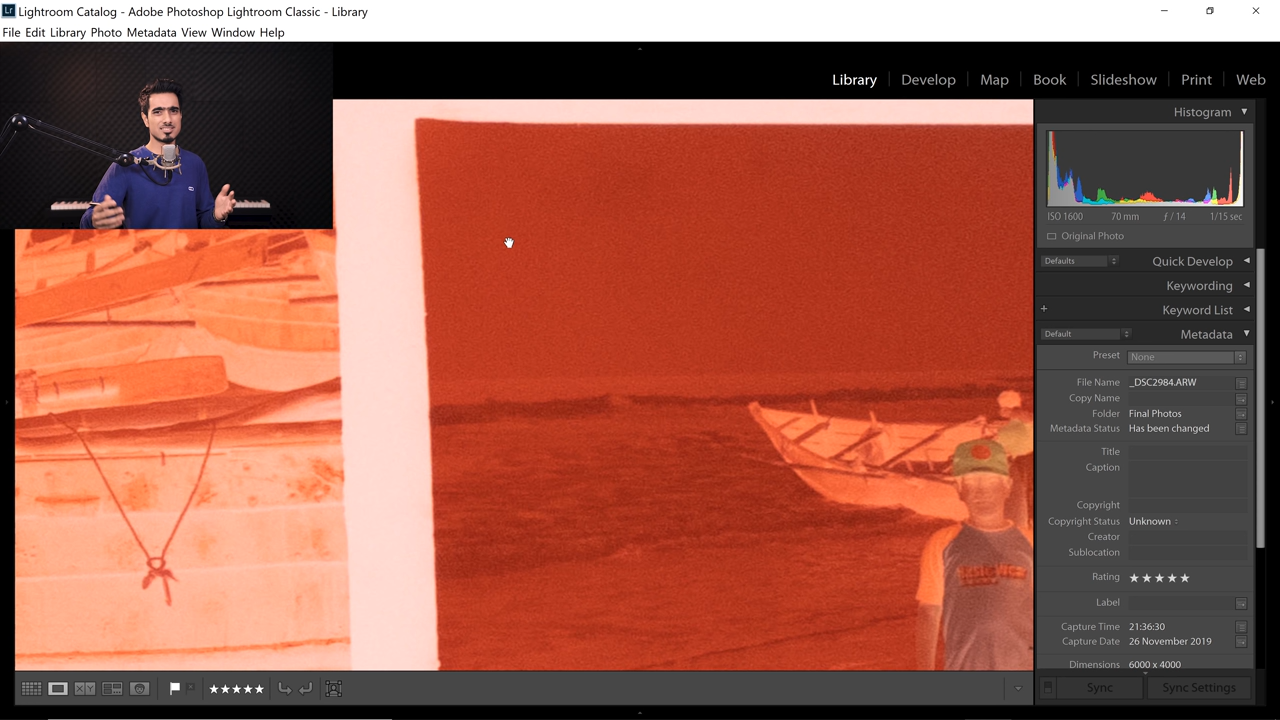 Lr Lightroom Catalog - Adobe Photoshop Lightroom Classic - Library
File Edit Library Photo Metadata View Window Help
Library Develop Map Book Slideshow Print Web
Histogram
ISO 1600 70 mm ƒ / 14 1/15 sec
Original Photo
Defaults Quick Develop
Keywording
+ Keyword List
Default Metadata
Preset None
File Name _DSC2984.ARW
Copy Name
Folder Final Photos
Metadata Status Has been changed
Title
Caption
Copyright
Copyright Status Unknown
Creator
Sublocation
Rating ★★★★★
Label
Capture Time 21:36:30
Capture Date 26 November 2019
Dimensions 6000 x 4000
X Y ★★★★★ Sync Sync Settings